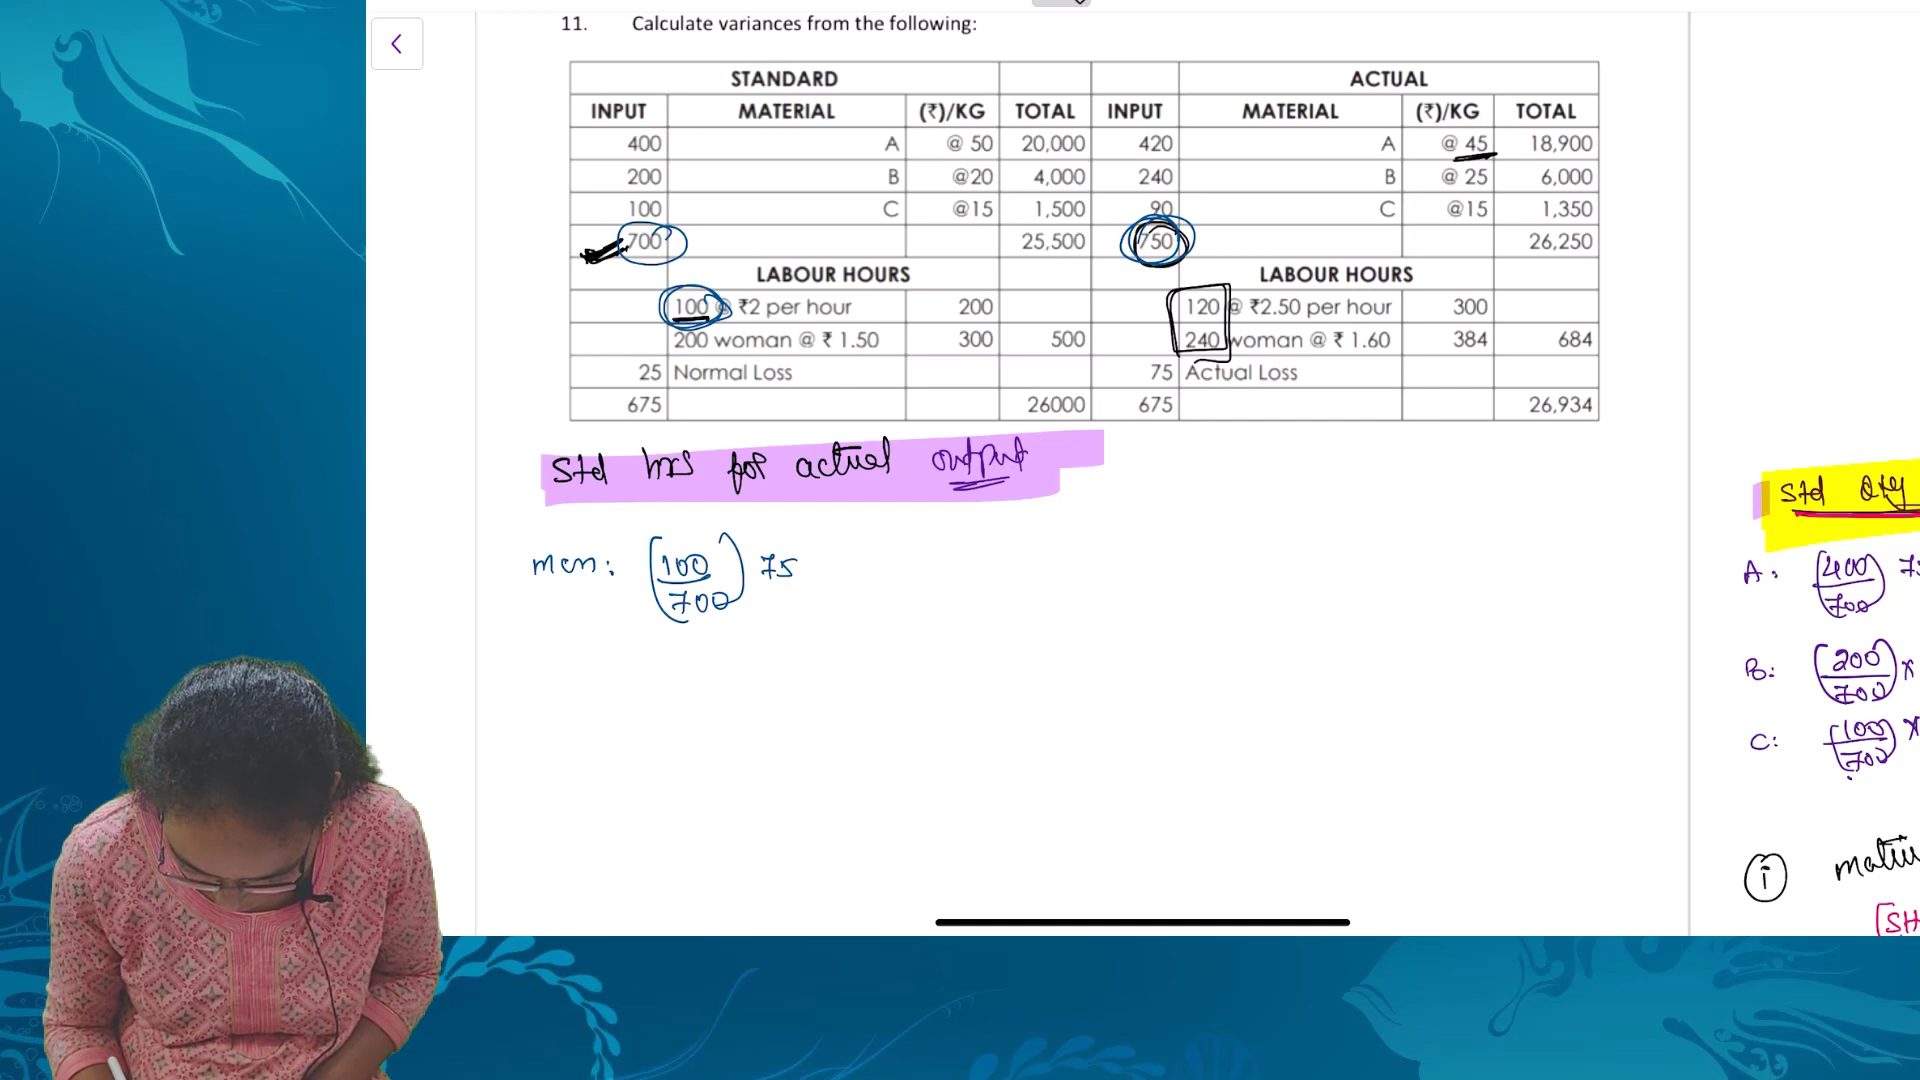 11. Calculate variances from the following:
STANDARD ACTUAL
INPUT MATERIAL (₹)/KG TOTAL INPUT MATERIAL (₹)/KG TOTAL
400 A @ 50 20,000 420 A @ 45 18,900
200 B @20 4,000 240 B @ 25 6,000
100 C @15 1,500 90 C @15 1,350
700 25,500 750 26,250
LABOUR HOURS LABOUR HOURS
100 @ ₹2 per hour 200 120 @ ₹2.50 per hour 300
200 woman @ ₹ 1.50 300 500 240 woman @ ₹ 1.60 384 684
25 Normal Loss 75 Actual Loss
675 26000 675 26,934
Std hrs for actual output
men: (100/700) 75
Std Qty
A: (400/700)
B: (200/700) ×
C: (100/700) ×
i
[SH